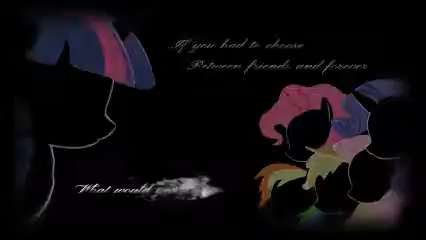 If you had to choose
Between friends and forever
What would